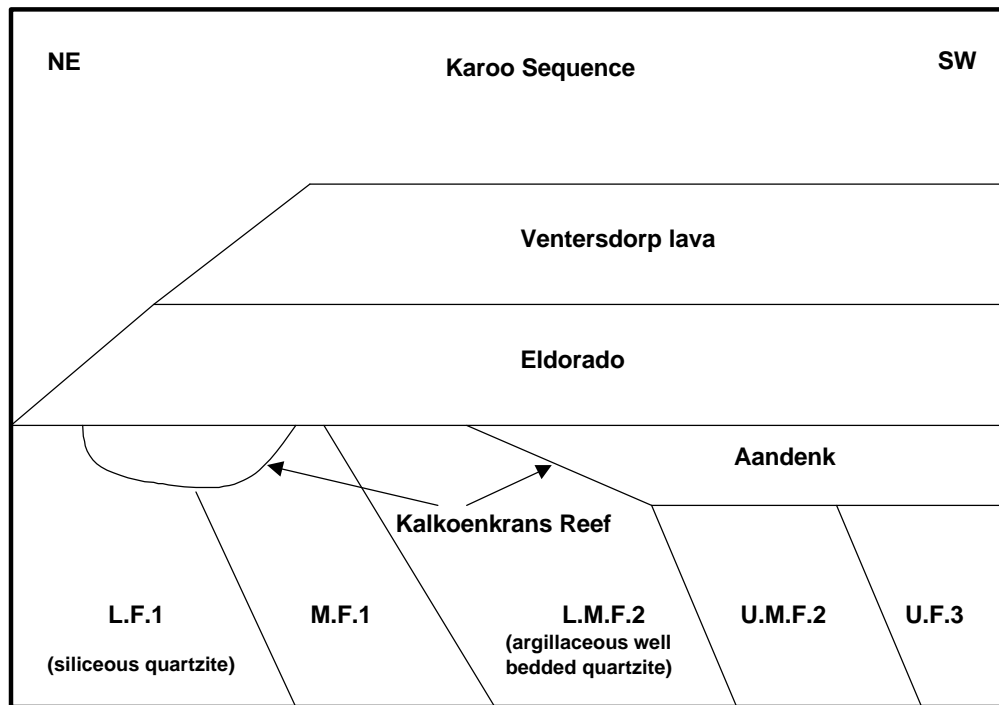 NE
Karoo Sequence
SW
Ventersdorp lava
Eldorado
Aandenk
Kalkoenkrans Reef
L.F.1
(siliceous quartzite)
M.F.1
L.M.F.2
(argillaceous well
bedded quartzite)
U.M.F.2
U.F.3